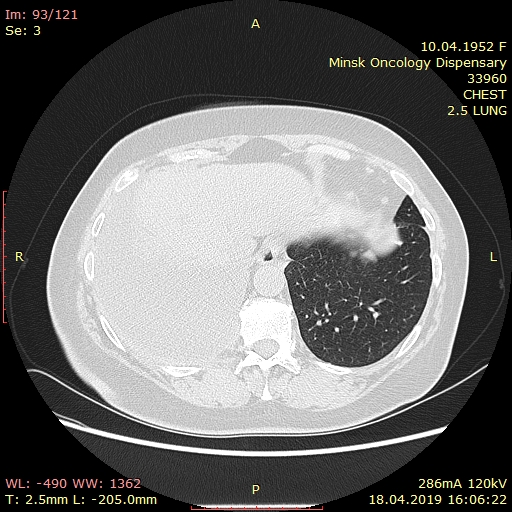 Im: 93/121
Se: 3
A
10.04.1952 F
Minsk Oncology Dispensary
33960
CHEST
2.5 LUNG
R
L
WL: -490 WW: 1362
T: 2.5mm L: -205.0mm
P
286mA 120kV
18.04.2019 16:06:22